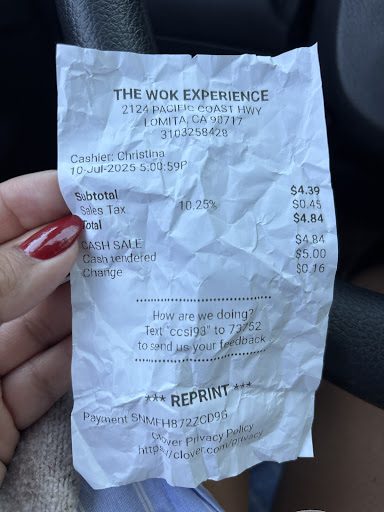 THE WOK EXPERIENCE
2124 PACIFIC COAST HWY
LOMITA, CA 90717
3103258428
Cashier: Christina
10-Jul-2025 5:00:59P
Subtotal $4.39
Sales Tax 10.25% $0.45
Total $4.84
CASH SALE $4.84
Cash tendered $5.00
Change $0.16
How are we doing?
Text "ccsi93" to 73752
to send us your feedback
*** REPRINT ***
Payment SNMFH872ZCD96
Clover Privacy Policy
https://clover.com/privacy